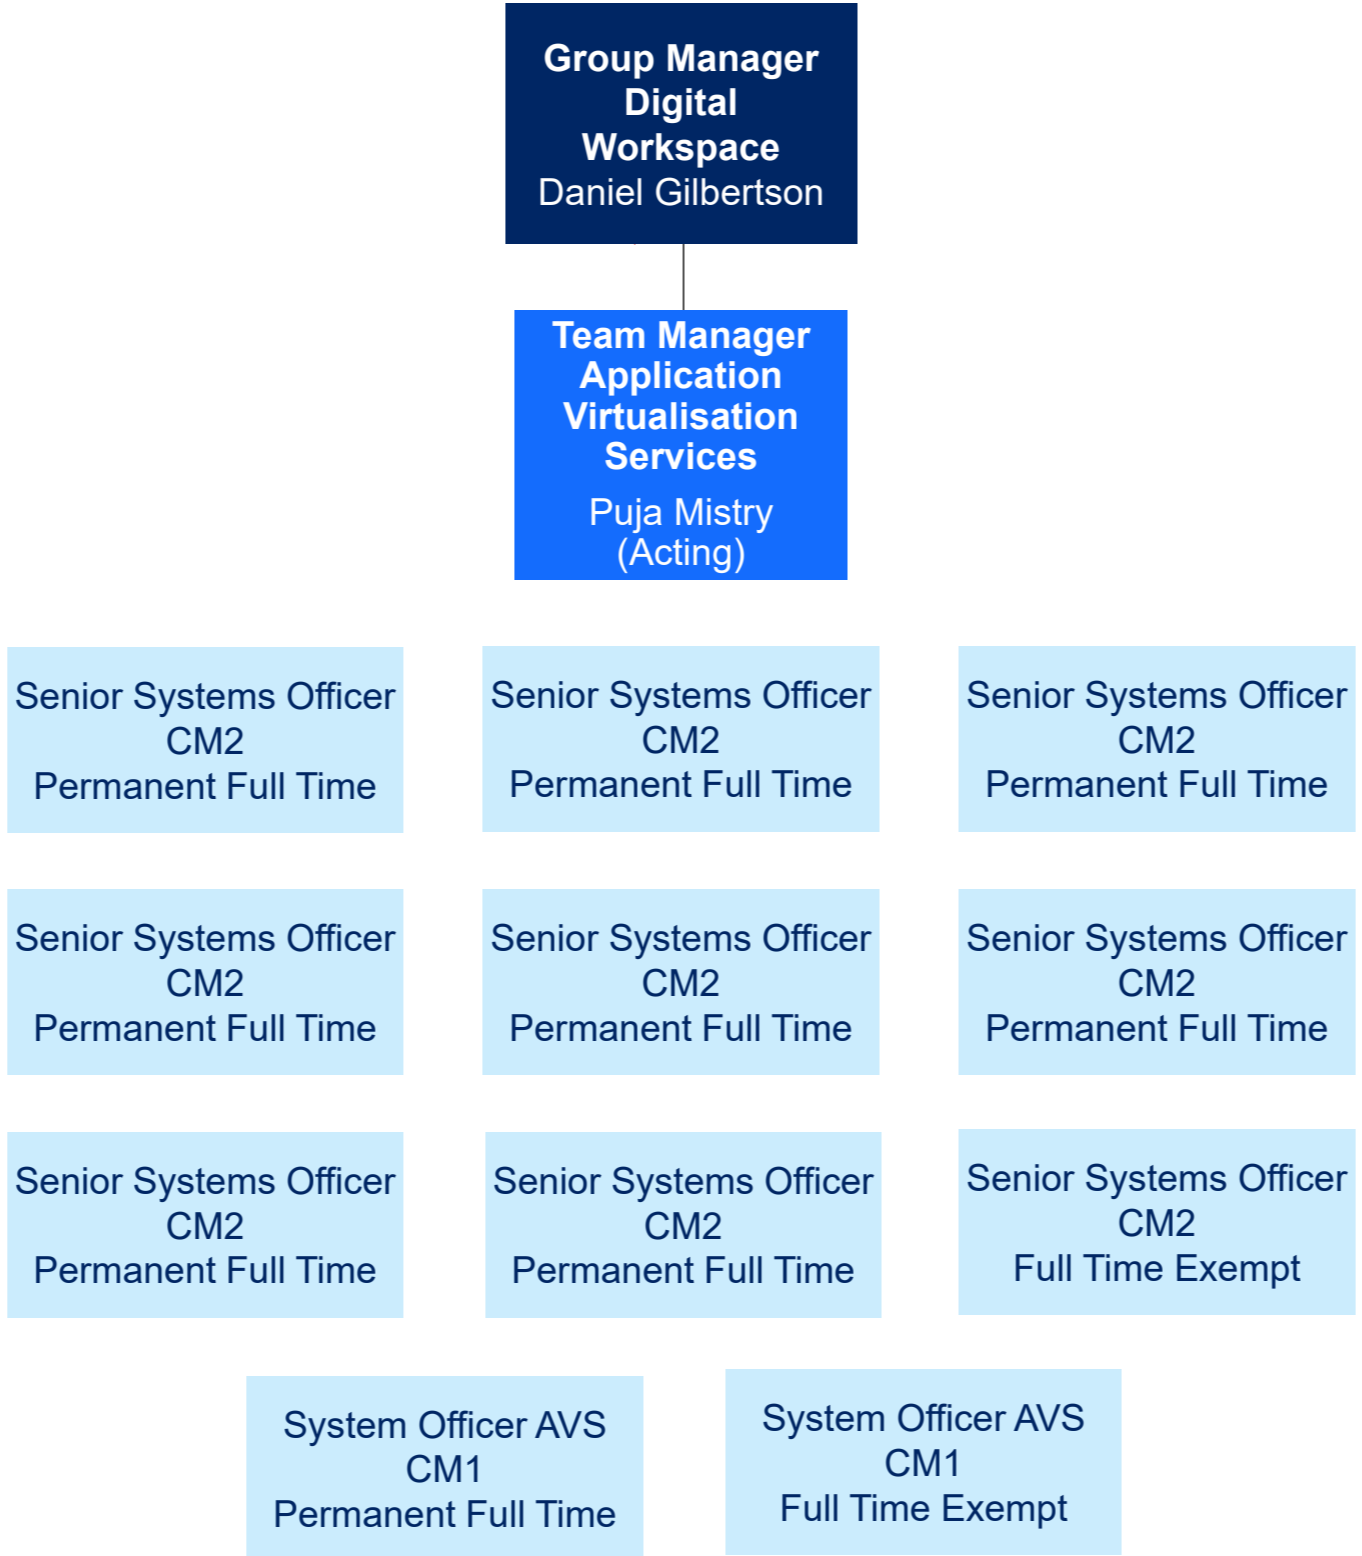 Group Manager
Digital
Workspace
Daniel Gilbertson
Team Manager
Application
Virtualisation
Services
Puja Mistry
(Acting)
Senior Systems Officer
CM2
Permanent Full Time
Senior Systems Officer
CM2
Permanent Full Time
Senior Systems Officer
CM2
Permanent Full Time
Senior Systems Officer
CM2
Permanent Full Time
Senior Systems Officer
CM2
Permanent Full Time
Senior Systems Officer
CM2
Permanent Full Time
Senior Systems Officer
CM2
Permanent Full Time
Senior Systems Officer
CM2
Permanent Full Time
Senior Systems Officer
CM2
Full Time Exempt
System Officer AVS
CM1
Permanent Full Time
System Officer AVS
CM1
Full Time Exempt